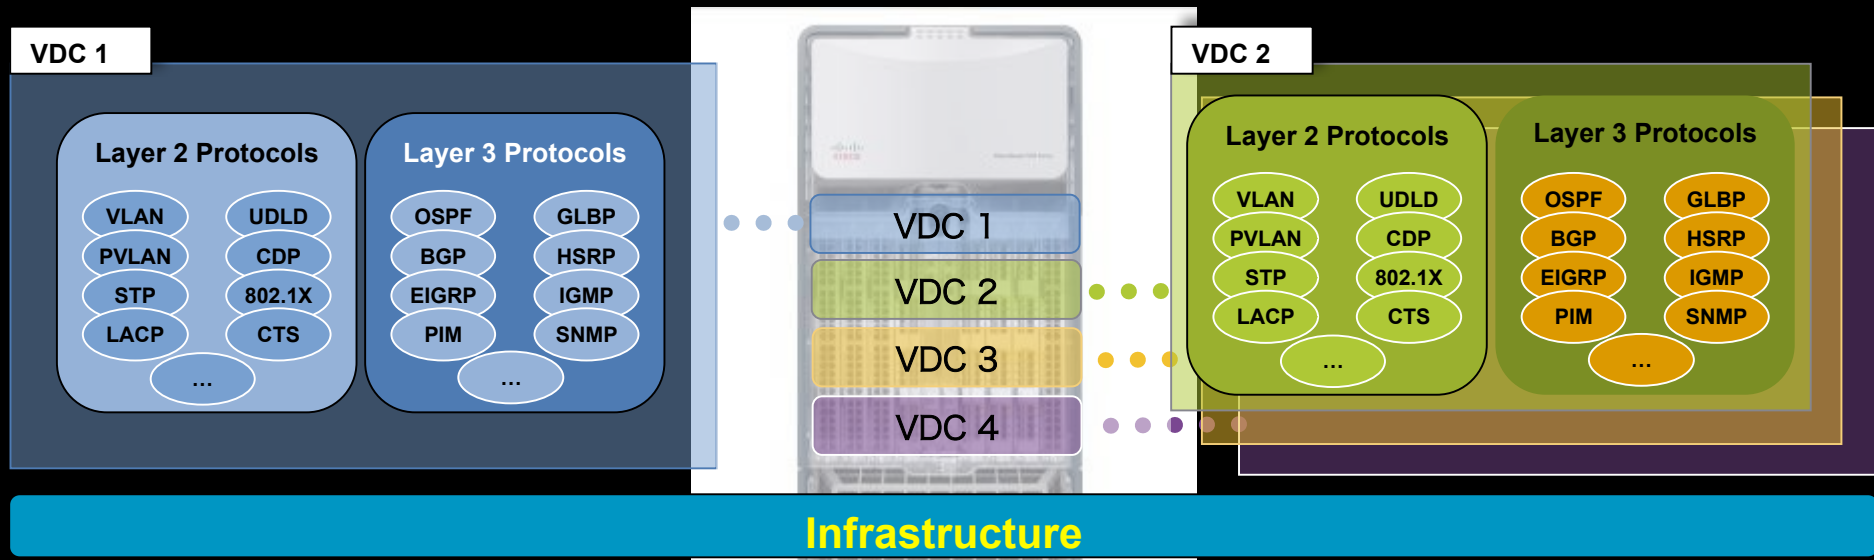 VDC 1
Layer 2 Protocols
VLAN UDLD
PVLAN CDP
STP 802.1X
LACP CTS
...
Layer 3 Protocols
OSPF GLBP
BGP HSRP
EIGRP IGMP
PIM SNMP
...
CISCO
VDC 1
VDC 2
VDC 3
VDC 4
VDC 2
Layer 2 Protocols
VLAN UDLD
PVLAN CDP
STP 802.1X
LACP CTS
...
Layer 3 Protocols
OSPF GLBP
BGP HSRP
EIGRP IGMP
PIM SNMP
...
Infrastructure